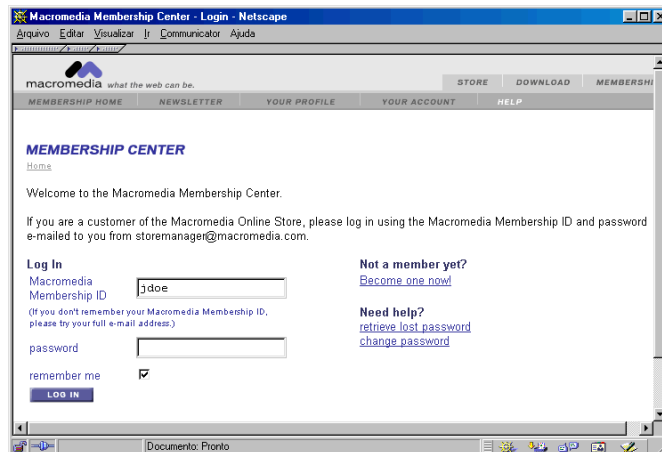 Macromedia Membership Center - Login - Netscape
Arquivo Editar Visualizar Ir Communicator Ajuda
macromedia what the web can be.
STORE DOWNLOAD MEMBERSHI
MEMBERSHIP HOME NEWSLETTER YOUR PROFILE YOUR ACCOUNT HELP
MEMBERSHIP CENTER
Home
Welcome to the Macromedia Membership Center.
If you are a customer of the Macromedia Online Store, please log in using the Macromedia Membership ID and password
e-mailed to you from storemanager@macromedia.com.
Log In
Macromedia
Membership ID
jdoe
(If you don't remember your Macromedia Membership ID,
please try your full e-mail address.)
password
remember me
LOG IN
Not a member yet?
Become one now!
Need help?
retrieve lost password
change password
Documento: Pronto